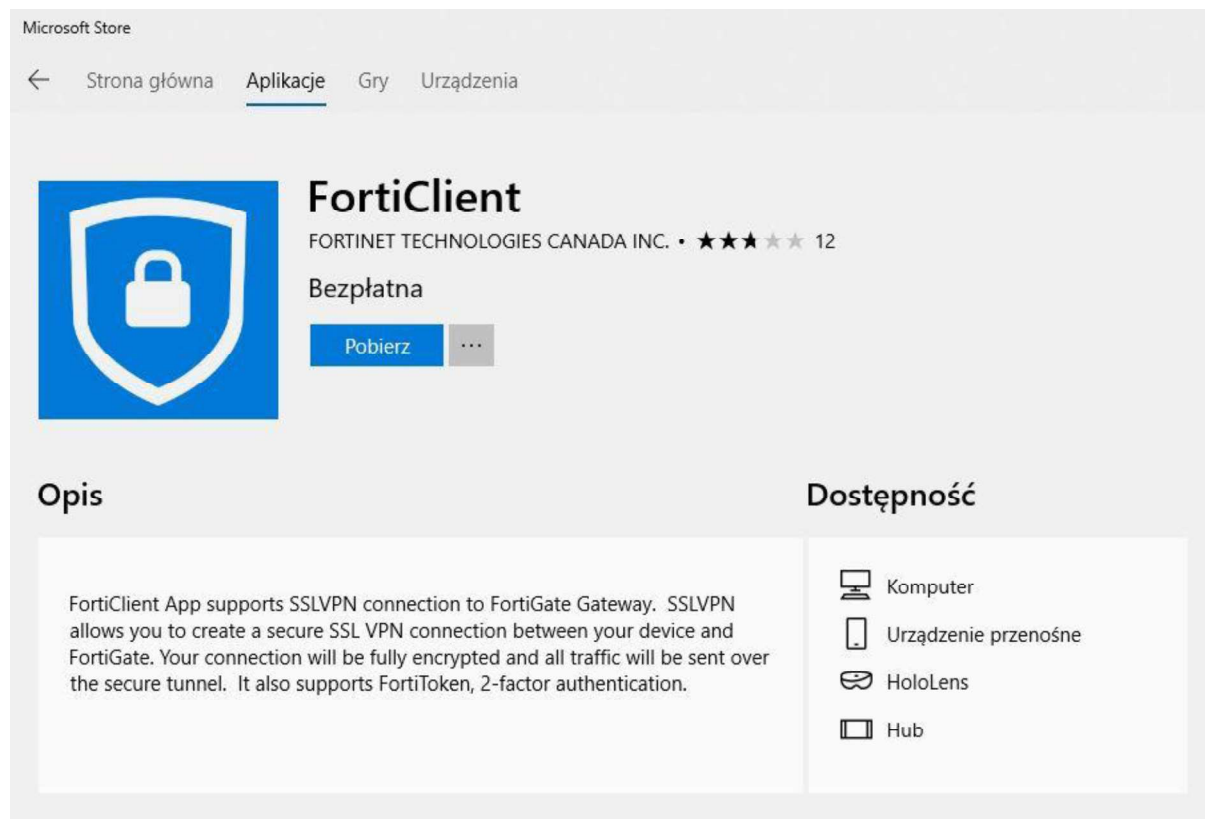 Microsoft Store
← Strona główna Aplikacje Gry Urządzenia
FortiClient
FORTINET TECHNOLOGIES CANADA INC. • ★★★★★ 12
Bezpłatna
Pobierz ...
Opis
FortiClient App supports SSLVPN connection to FortiGate Gateway. SSLVPN
allows you to create a secure SSL VPN connection between your device and
FortiGate. Your connection will be fully encrypted and all traffic will be sent over
the secure tunnel. It also supports FortiToken, 2-factor authentication.
Dostępność
Komputer
Urządzenie przenośne
HoloLens
Hub